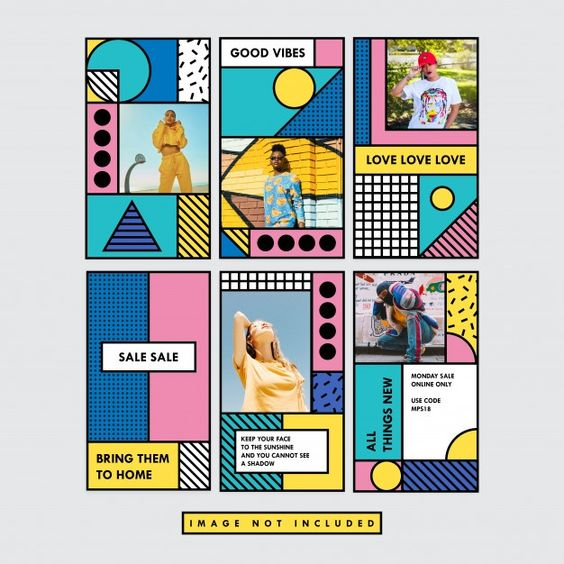 GOOD VIBES
LOVE LOVE LOVE
SALE SALE
BRING THEM
TO HOME
KEEP YOUR FACE
TO THE SUNSHINE
AND YOU CANNOT SEE
A SHADOW
PRADA
ALL
THINGS NEW
MONDAY SALE
ONLINE ONLY
USE CODE
MPS18
IMAGE NOT INCLUDED